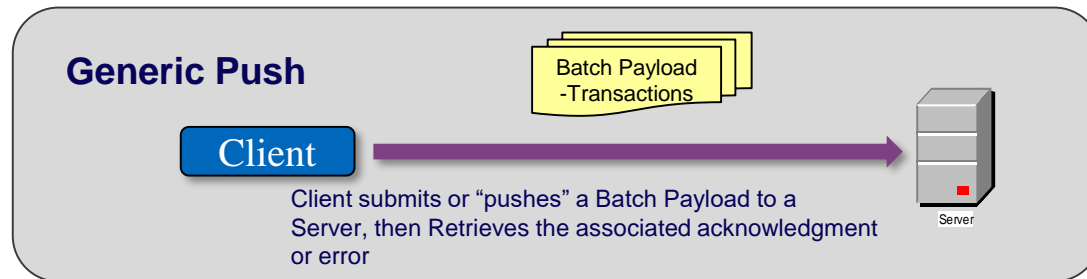 Generic Push
Batch Payload
-Transactions
Client
Client submits or “pushes” a Batch Payload to a
Server, then Retrieves the associated acknowledgment
or error
Server